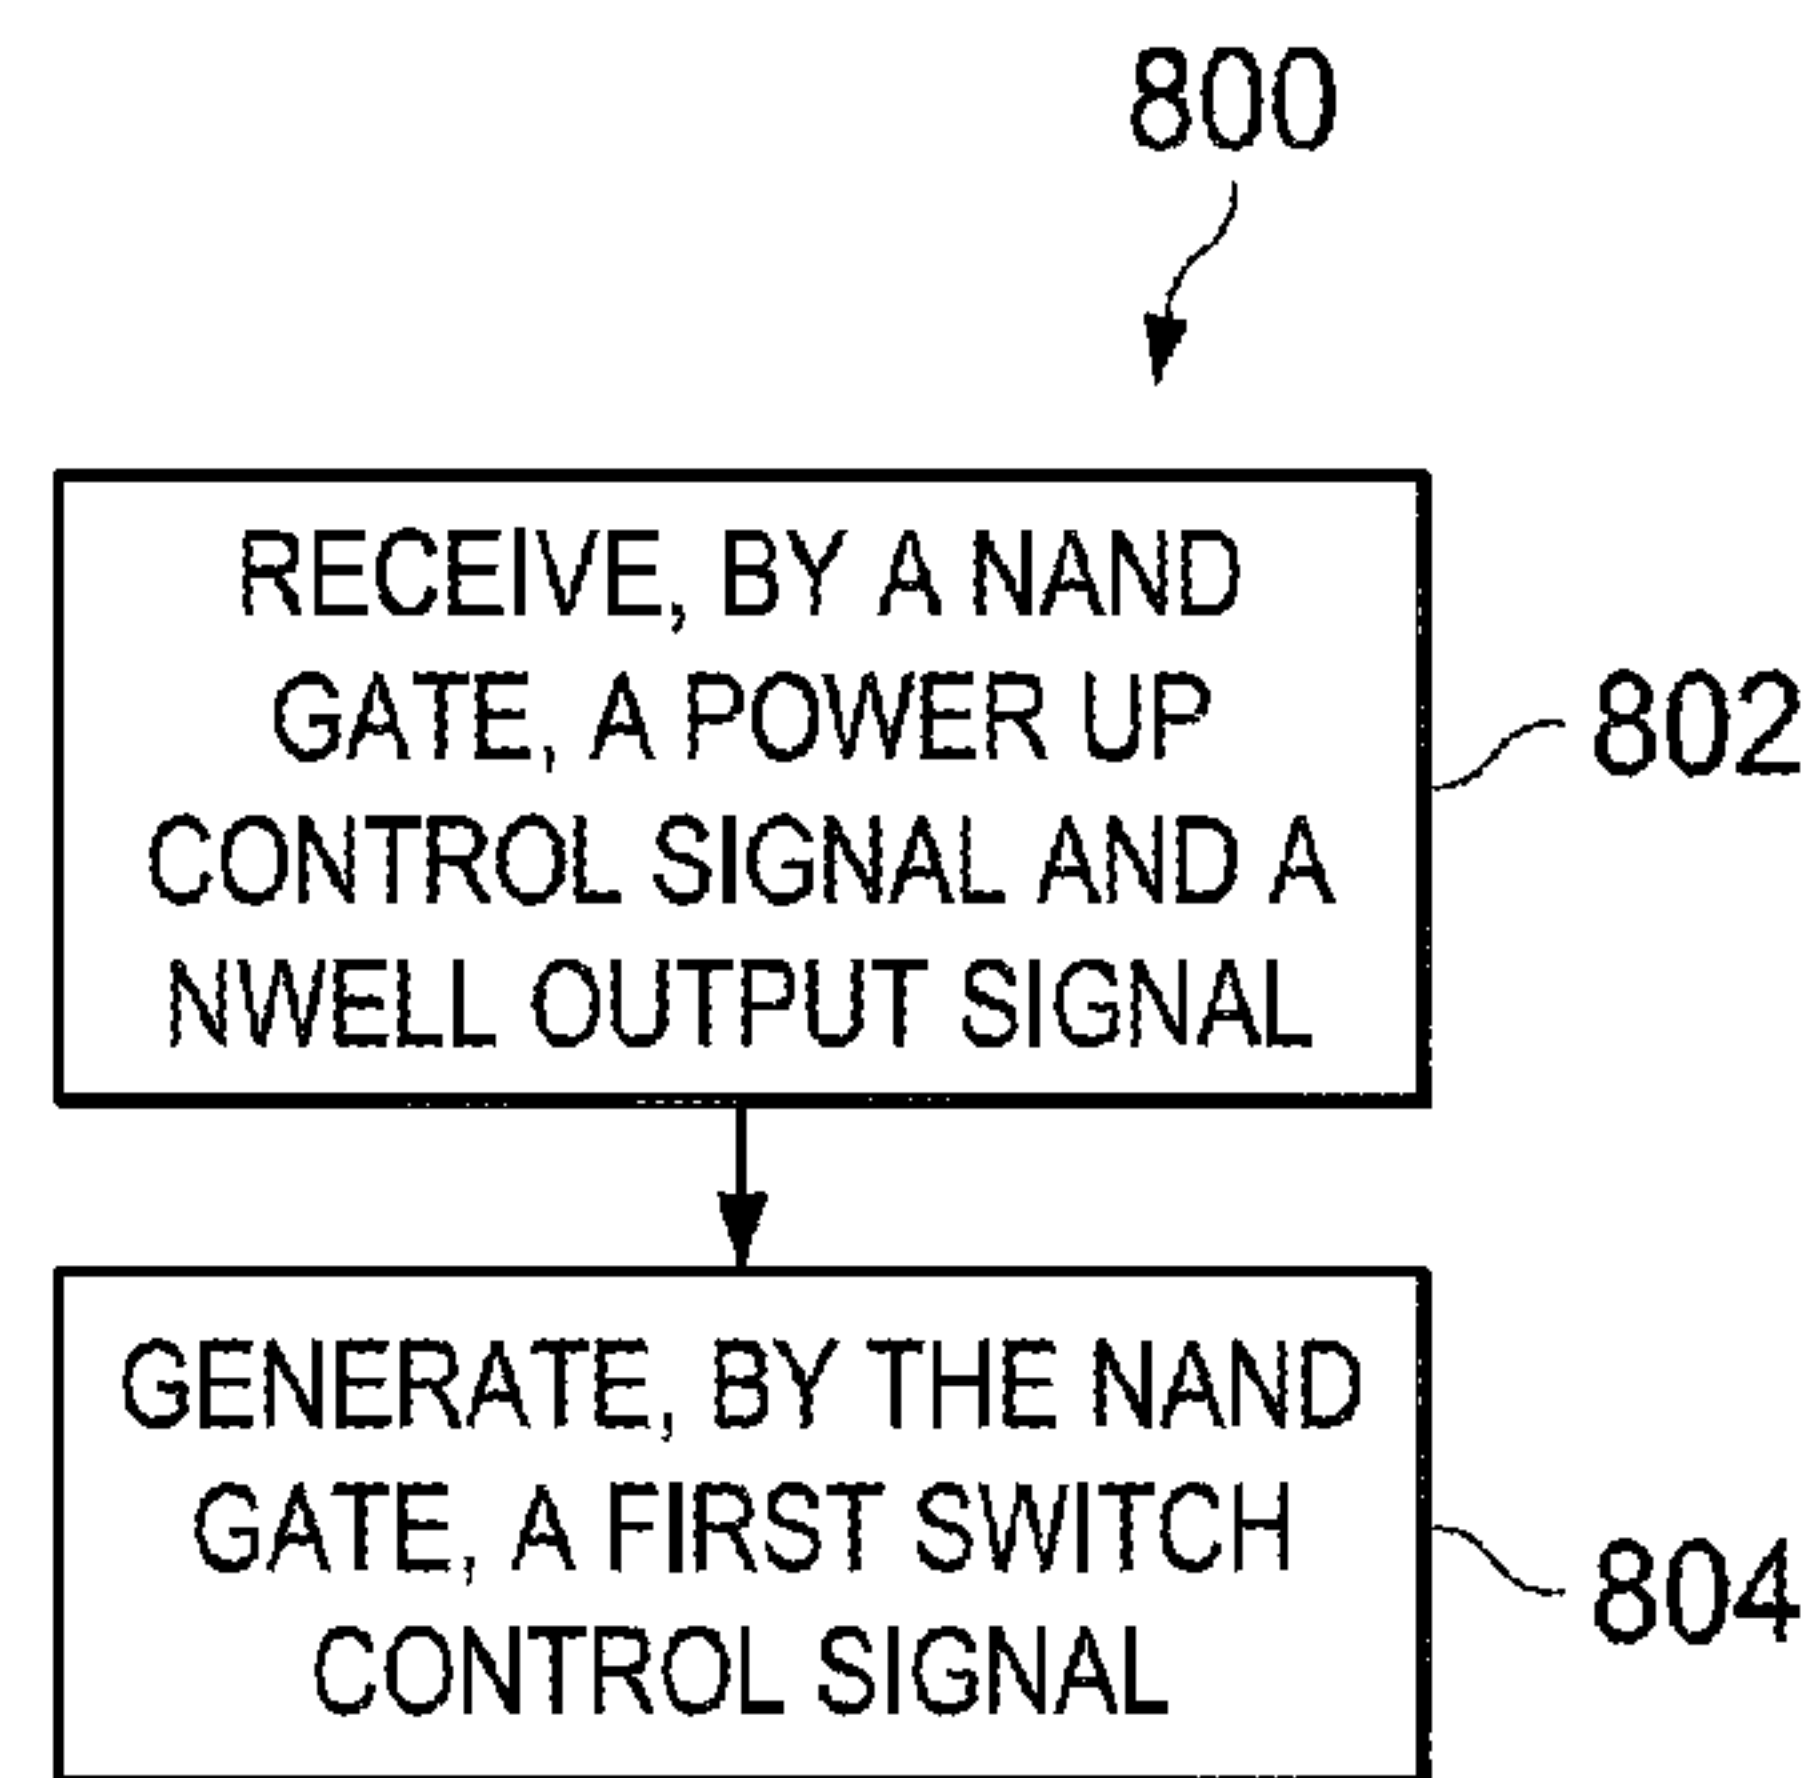 800
RECEIVE, BY A NAND
GATE, A POWER UP
CONTROL SIGNAL AND A
NWELL OUTPUT SIGNAL
802
GENERATE, BY THE NAND
GATE, A FIRST SWITCH
CONTROL SIGNAL
804